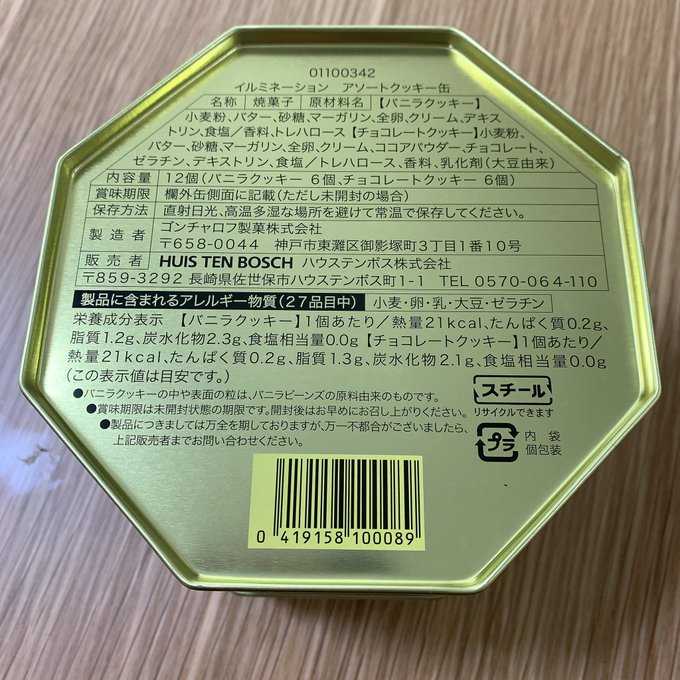 01100342
イルミネーション アソートクッキー缶
名称 焼菓子 原材料名 【バニラクッキー】
小麦粉、バター、砂糖、マーガリン、全卵、クリーム、デキス
トリン、食塩／香料、トレハロース【チョコレートクッキー】小麦粉、
バター、砂糖、マーガリン、全卵、クリーム、ココアパウダー、チョコレート、
ゼラチン、デキストリン、食塩／トレハロース、香料、乳化剤(大豆由来)
内容量 12個(バニラクッキー 6個、チョコレートクッキー 6個)
賞味期限 欄外缶側面に記載(ただし未開封の場合)
保存方法 直射日光、高温多湿な場所を避けて常温で保存してください。
製造者 ゴンチャロフ製菓株式会社
〒658-0044 神戸市東灘区御影塚町3丁目1番10号
販売者 HUIS TEN BOSCH ハウステンボス株式会社
〒859-3292 長崎県佐世保市ハウステンボス町1-1 TEL 0570-064-110
製品に含まれるアレルギー物質(27品目中) 小麦・卵・乳・大豆・ゼラチン
栄養成分表示 【バニラクッキー】1個あたり／熱量21kcal、たんぱく質0.2g、
脂質1.2g、炭水化物2.3g、食塩相当量0.0g【チョコレートクッキー】1個あたり／
熱量21kcal、たんぱく質0.2g、脂質1.3g、炭水化物2.1g、食塩相当量0.0g
(この表示値は目安です。)
●バニラクッキーの中や表面の粒は、バニラビーンズの原料由来のものです。
●賞味期限は未開封状態の期限です。開封後はお早めにお召し上がりください。
●製品につきましては万全を期しておりますが、万一不都合がございましたら、
上記販売者までお問い合わせください。
スチール
リサイクルできます
プラ
内袋
個包装
0 419158 100089